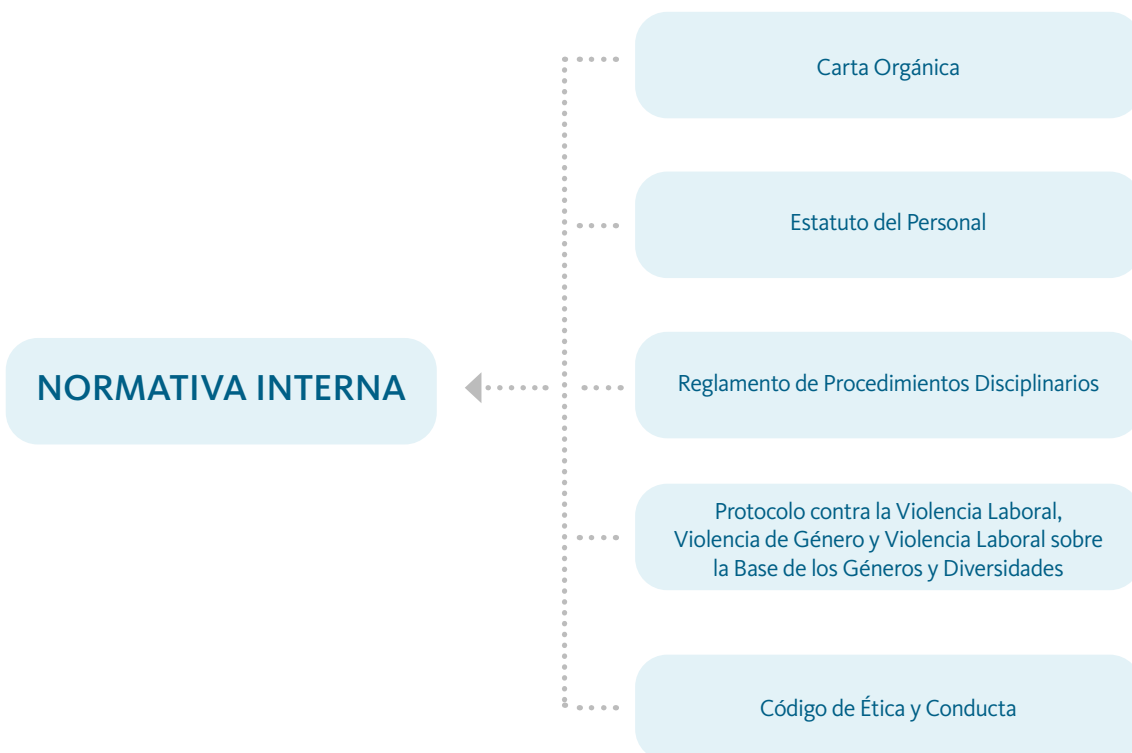 Carta Orgánica
Estatuto del Personal
NORMATIVA INTERNA
Reglamento de Procedimientos Disciplinarios
Protocolo contra la Violencia Laboral,
Violencia de Género y Violencia Laboral sobre
la Base de los Géneros y Diversidades
Código de Ética y Conducta